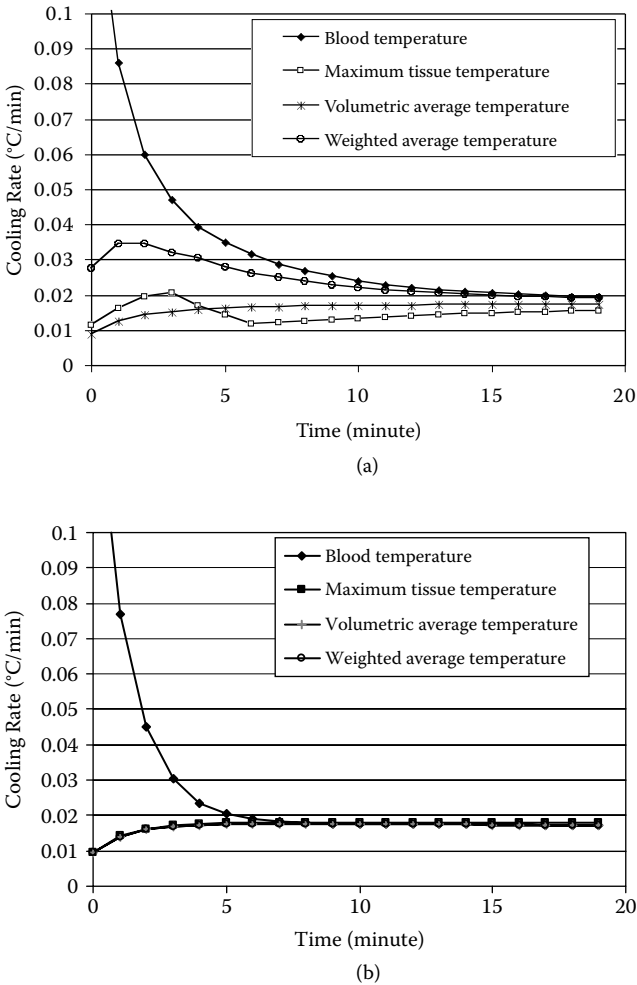 0.1
0.09
0.08
0.07
0.06
0.05
0.04
0.03
0.02
0.01
0
Cooling Rate (°C/min)
Blood temperature
Maximum tissue temperature
Volumetric average temperature
Weighted average temperature
0 5 10 15 20
Time (minute)
(a)
0.1
0.09
0.08
0.07
0.06
0.05
0.04
0.03
0.02
0.01
0
Cooling Rate (°C/min)
Blood temperature
Maximum tissue temperature
Volumetric average temperature
Weighted average temperature
0 5 10 15 20
Time (minute)
(b)